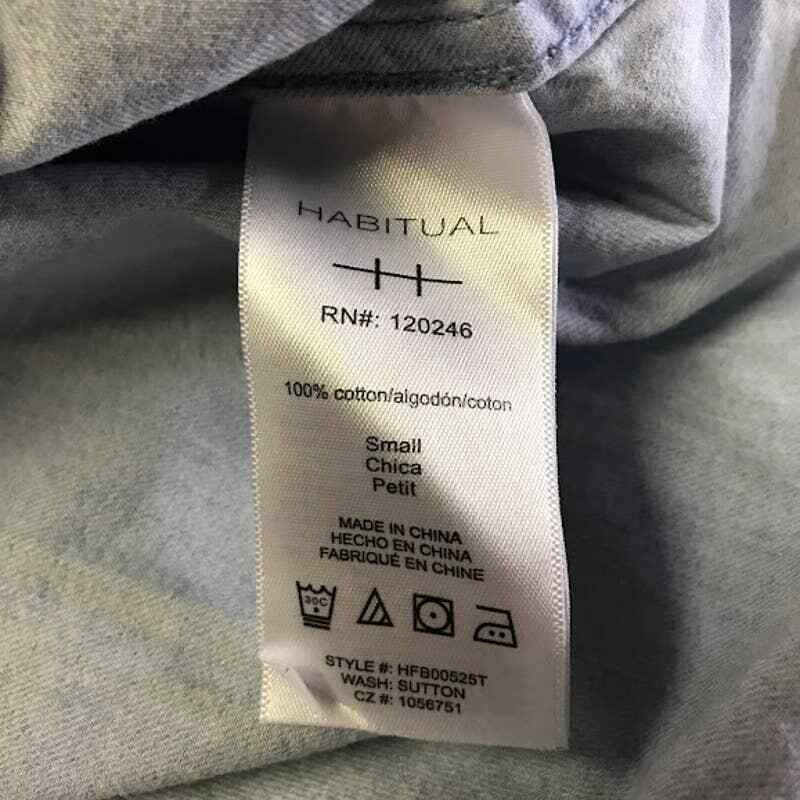 HABITUAL
RN#: 120246
100% cotton/algodón/coton
Small
Chica
Petit
MADE IN CHINA
HECHO EN CHINA
FABRIQUÉ EN CHINE
30C
STYLE #: HFB00525T
WASH: SUTTON
CZ #: 1056751